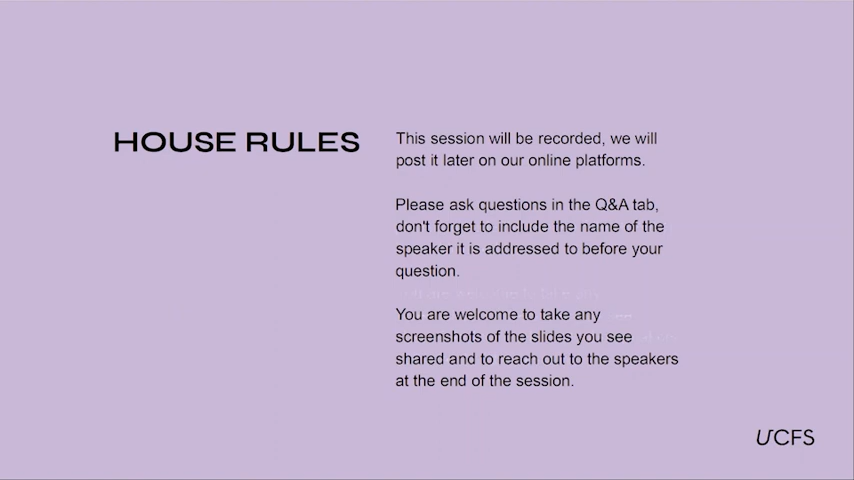 HOUSE RULES
This session will be recorded, we will
post it later on our online platforms.
Please ask questions in the Q&A tab,
don't forget to include the name of the
speaker it is addressed to before your
question.
You are welcome to take any
screenshots of the slides you see
shared and to reach out to the speakers
at the end of the session.
UCFS